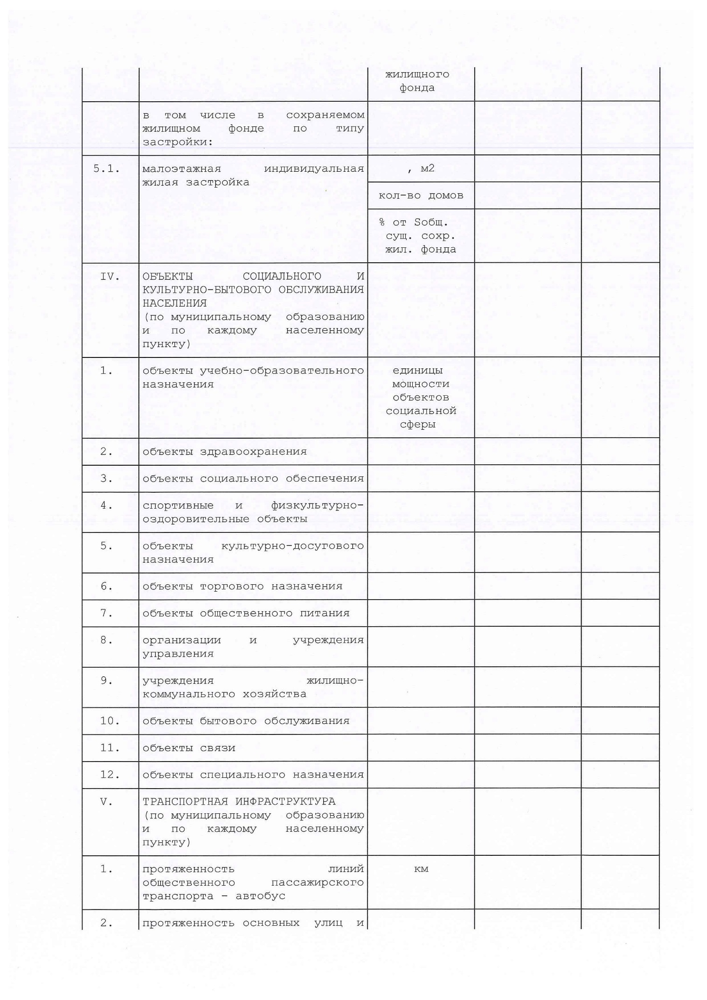 жилищного
фонда
в том числе в сохраняемом
жилищном фонде по типу
застройки:
5.1. малоэтажная индивидуальная
жилая застройка
, м2
кол-во домов
% от Sобщ.
сущ. сохр.
жил. фонда
IV. ОБЪЕКТЫ СОЦИАЛЬНОГО И
КУЛЬТУРНО-БЫТОВОГО ОБСЛУЖИВАНИЯ
НАСЕЛЕНИЯ
(по муниципальному образованию
и по каждому населенному
пункту)
1. объекты учебно-образовательного
назначения
единицы
мощности
объектов
социальной
сферы
2. объекты здравоохранения
3. объекты социального обеспечения
4. спортивные и физкультурно-
оздоровительные объекты
5. объекты культурно-досугового
назначения
6. объекты торгового назначения
7. объекты общественного питания
8. организации и учреждения
управления
9. учреждения жилищно-
коммунального хозяйства
10. объекты бытового обслуживания
11. объекты связи
12. объекты специального назначения
V. ТРАНСПОРТНАЯ ИНФРАСТРУКТУРА
(по муниципальному образованию
и по каждому населенному
пункту)
1. протяженность линий
общественного пассажирского
транспорта - автобус
км
2. протяженность основных улиц и